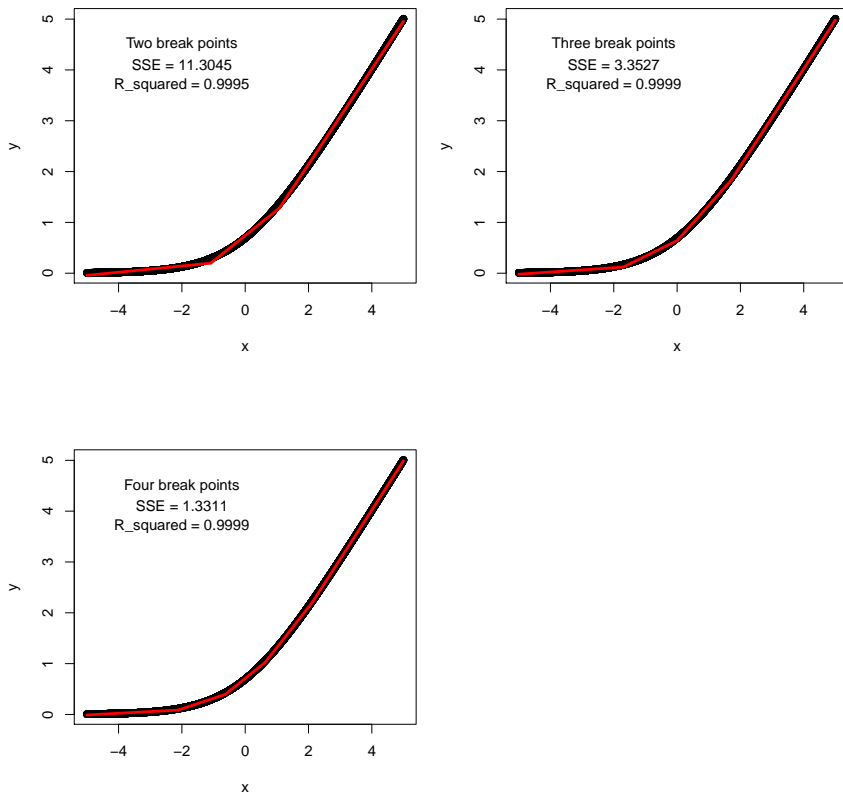 Two break points
SSE = 11.3045
R_squared = 0.9995
5
4
3
2
1
0
y
−4 −2 0 2 4
x
Three break points
SSE = 3.3527
R_squared = 0.9999
5
4
3
2
1
0
y
−4 −2 0 2 4
x
Four break points
SSE = 1.3311
R_squared = 0.9999
5
4
3
2
1
0
y
−4 −2 0 2 4
x